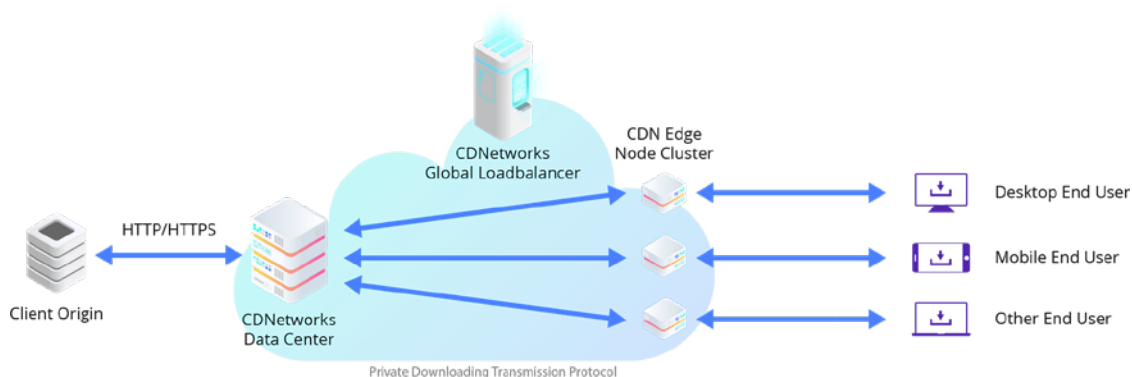 CDNetworks
Global Loadbalancer
CDN Edge
Node Cluster
Desktop End User
HTTP/HTTPS
Mobile End User
Client Origin
CDNetworks
Data Center
Other End User
Private Downloading Transmission Protocol